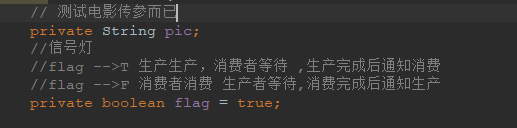 // 测试电影传参而已
private String pic;
//信号灯
//flag -->T 生产生产，消费者等待 ,生产完成后通知消费
//flag -->F 消费者消费 生产者等待,消费完成后通知生产
private boolean flag = true;